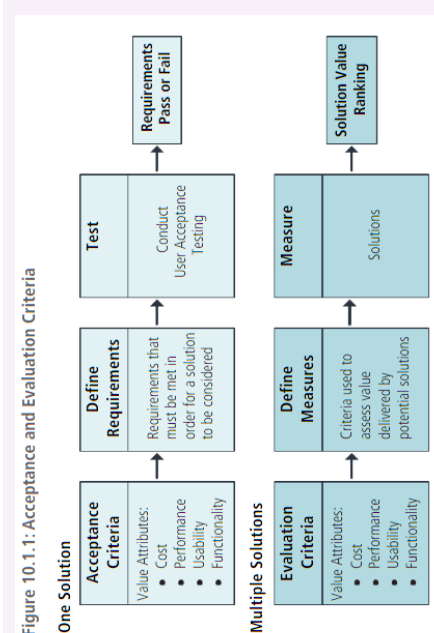 Figure 10.1.1: Acceptance and Evaluation Criteria
One Solution
Acceptance
Criteria
Value Attributes:
• Cost
• Performance
• Usability
• Functionality
Define
Requirements
Requirements that
must be met in
order for a solution
to be considered
Test
Conduct
User Acceptance
Testing
Requirements
Pass or Fail
Multiple Solutions
Evaluation
Criteria
Value Attributes:
• Cost
• Performance
• Usability
• Functionality
Define
Measures
Criteria used to
assess value
delivered by
potential solutions
Measure
Solutions
Solution Value
Ranking